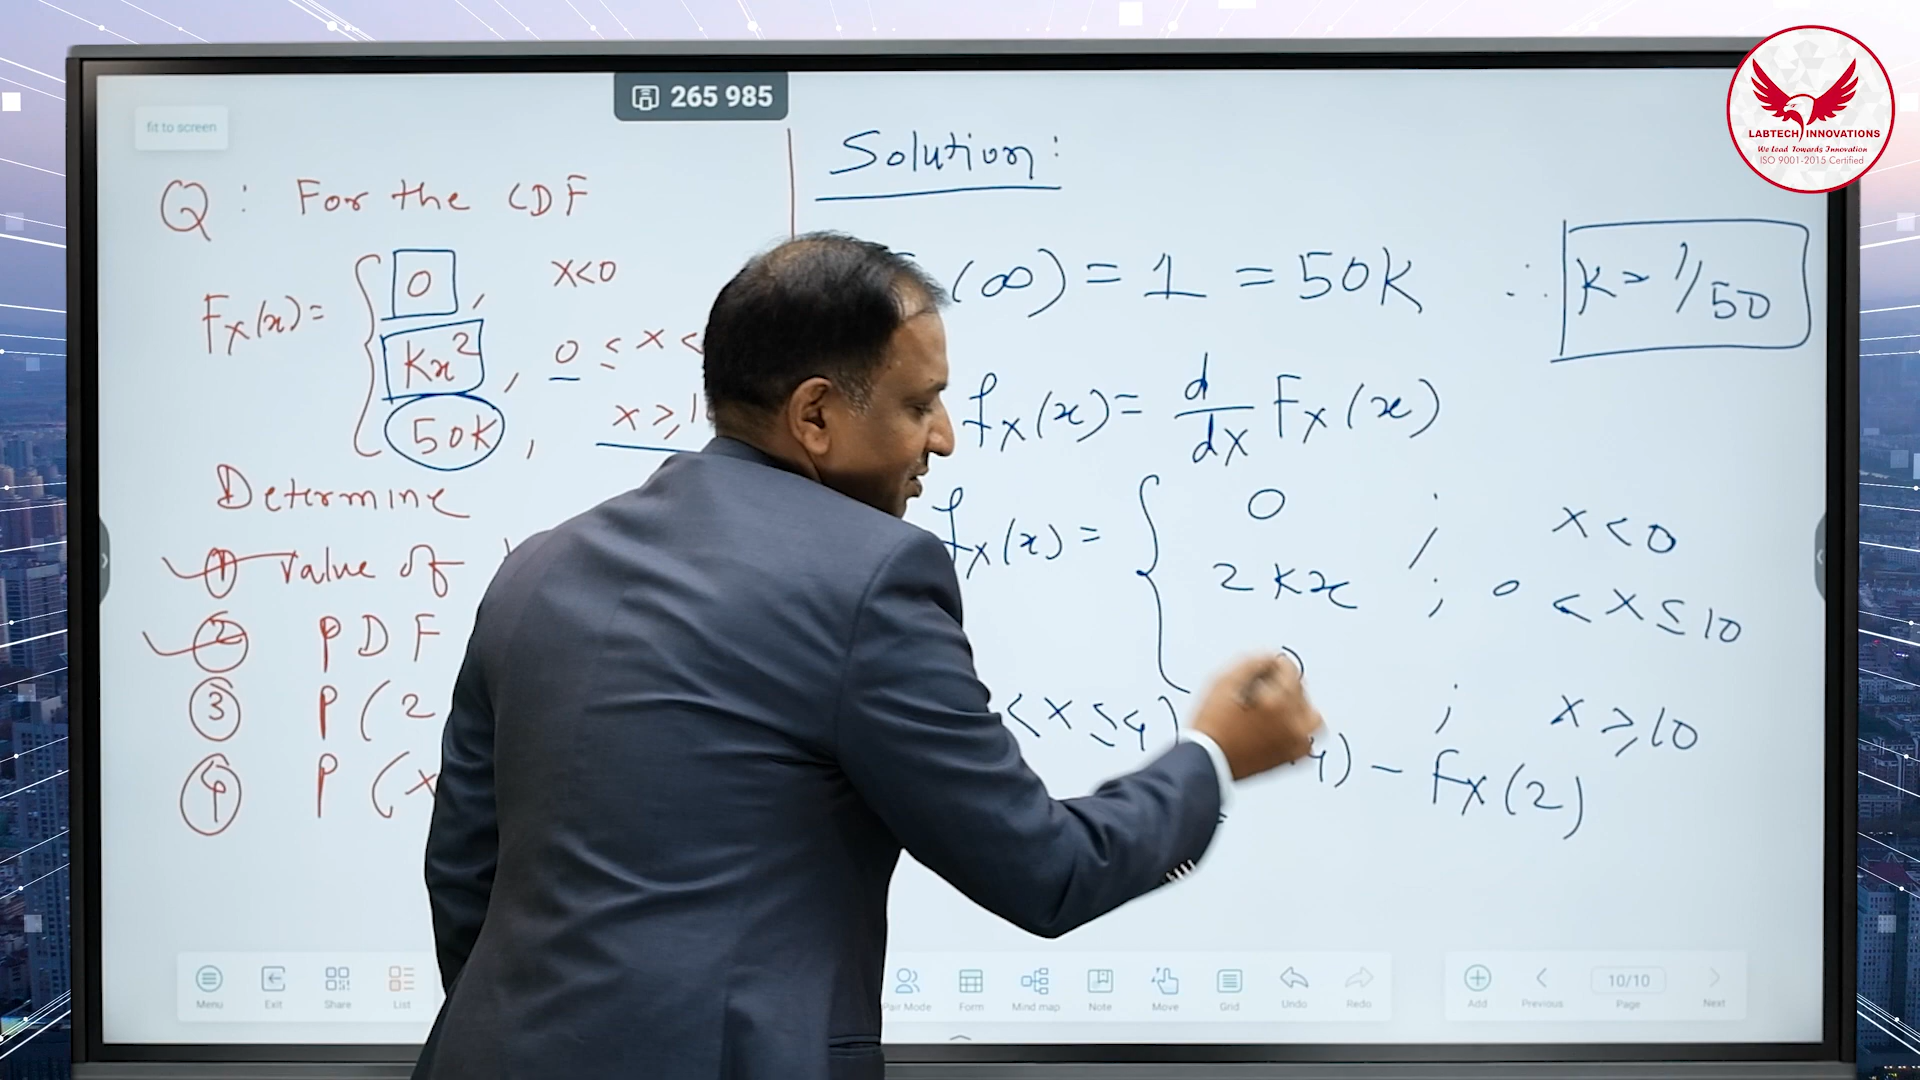 265 985
fit to screen
LABTECH INNOVATIONS
We lead Towards Innovation
ISO 9001-2015 Certified
Q : For the CDF
Fx(x) = { 0 , x<0
Kx² , 0 ≤ x <
50K , x ≥ 1
Determine
① Value of
② PDF
③ P(2
④ P(x
Solution:
(∞) = 1 = 50K ∴ K = 1/50
fx(x) = d/dx Fx(x)
fx(x) = { 0 ; x<0
2Kx ; 0 < x ≤ 10
; x ≥ 10
< x ≤ 4)
4) - Fx(2)
Menu Exit Share List Pair Mode Form Mind map Note Move Grid Undo Redo Add Previous 10/10 Page Next